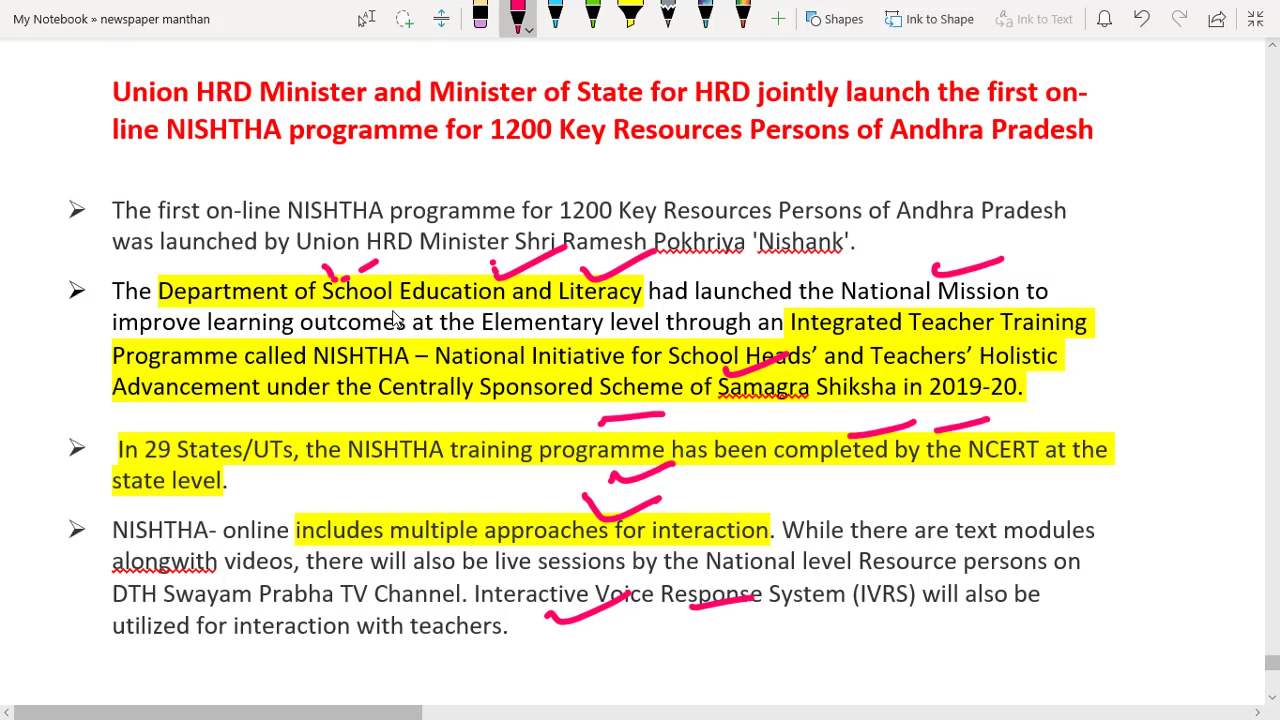 My Notebook » newspaper manthan
Shapes
Ink to Shape
Ink to Text
Union HRD Minister and Minister of State for HRD jointly launch the first on-
line NISHTHA programme for 1200 Key Resources Persons of Andhra Pradesh
The first on-line NISHTHA programme for 1200 Key Resources Persons of Andhra Pradesh
was launched by Union HRD Minister Shri Ramesh Pokhriya 'Nishank'.
The Department of School Education and Literacy had launched the National Mission to
improve learning outcomes at the Elementary level through an Integrated Teacher Training
Programme called NISHTHA – National Initiative for School Heads’ and Teachers’ Holistic
Advancement under the Centrally Sponsored Scheme of Samagra Shiksha in 2019-20.
In 29 States/UTs, the NISHTHA training programme has been completed by the NCERT at the
state level.
NISHTHA- online includes multiple approaches for interaction. While there are text modules
alongwith videos, there will also be live sessions by the National level Resource persons on
DTH Swayam Prabha TV Channel. Interactive Voice Response System (IVRS) will also be
utilized for interaction with teachers.